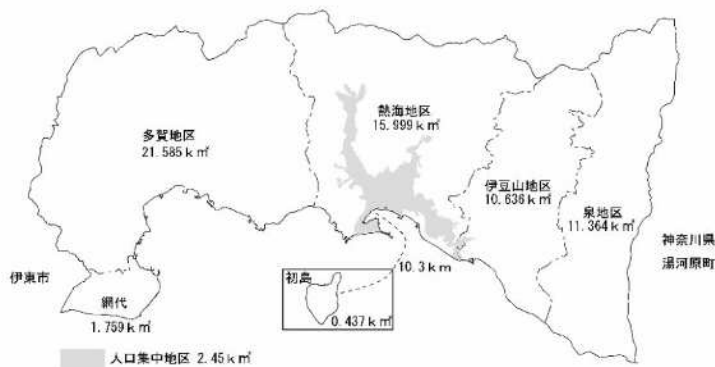 熱海地区
15.999ｋ㎡
多賀地区
21.585ｋ㎡
伊豆山地区
10.636ｋ㎡
泉地区
11.364ｋ㎡
神奈川県
湯河原町
伊東市
網代
1.759ｋ㎡
初島
0.437ｋ㎡
10.3ｋｍ
人口集中地区 2.45ｋ㎡